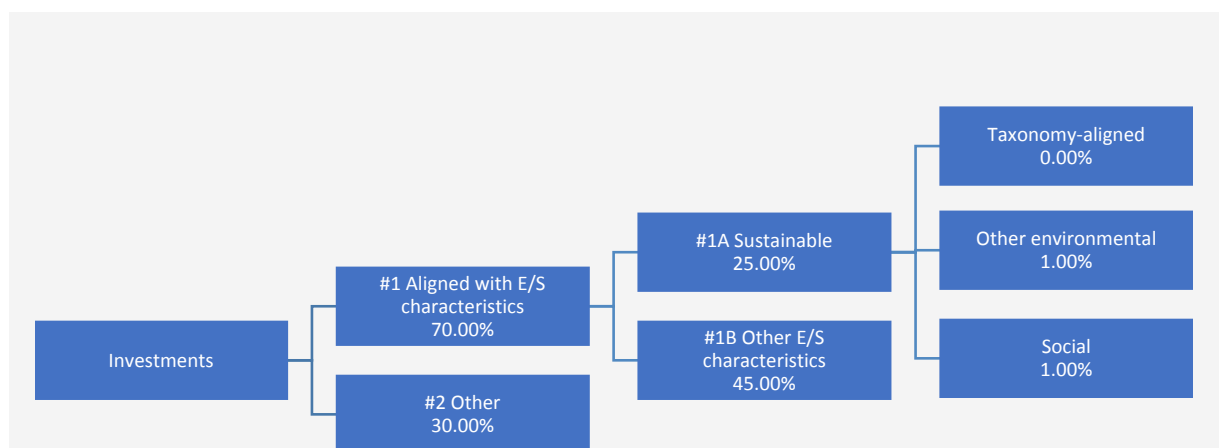 Investments
#1 Aligned with E/S
characteristics
70.00%
#2 Other
30.00%
#1A Sustainable
25.00%
#1B Other E/S
characteristics
45.00%
Taxonomy-aligned
0.00%
Other environmental
1.00%
Social
1.00%